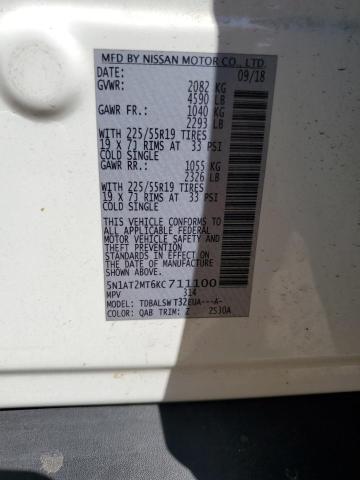 MFD BY NISSAN MOTOR CO., LTD.
DATE: 09/18
GVWR: 2082 KG
4590 LB
GAWR FR.: 1040 KG
2293 LB
WITH 225/55R19 TIRES
19 X 7J RIMS AT 33 PSI
COLD SINGLE
GAWR RR.: 1055 KG
2326 LB
WITH 225/55R19 TIRES
19 X 7J RIMS AT 33 PSI
COLD SINGLE
THIS VEHICLE CONFORMS TO
ALL APPLICABLE FEDERAL
MOTOR VEHICLE SAFETY
AND THEFT PREVENTION
STANDARDS IN EFFECT ON
THE DATE OF MANUFACTURE
SHOWN ABOVE.
5N1AT2MT6KC711100
MPV 314
MODEL: TDBALSWT32EUA---A-
COLOR: QAB TRIM: Z 2530A